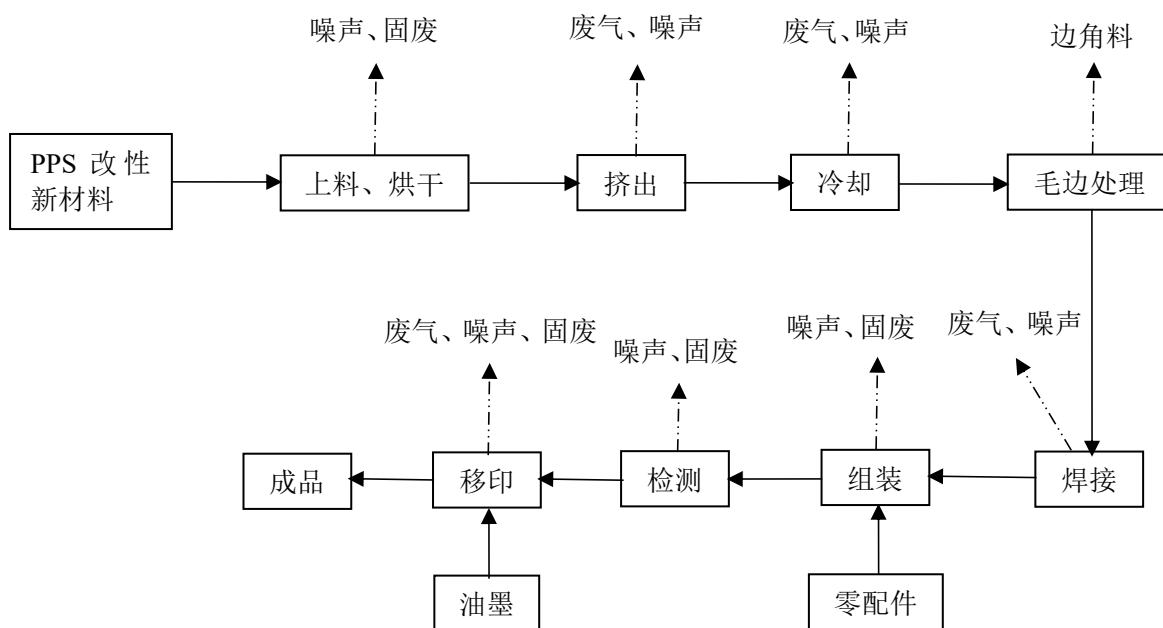 噪声、固废
废气、噪声
废气、噪声
边角料
PPS 改性
新材料
上料、烘干
挤出
冷却
毛边处理
废气、噪声、固废
噪声、固废
噪声、固废
废气、噪声
成品
移印
检测
组装
焊接
油墨
零配件